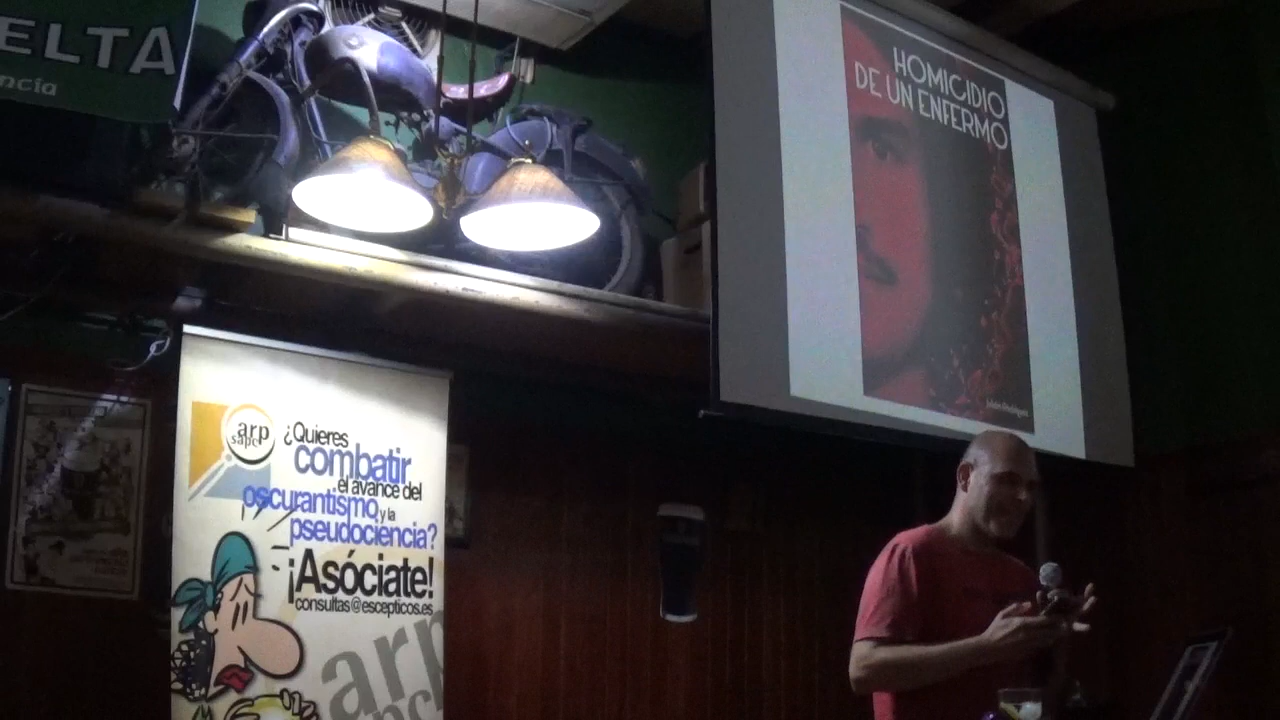 ELTA
ncia
HOMICIDIO
DE UN ENFERMO
arp
sapc
¿Quieres
combatir
el avance del
oscurantismo y la
pseudociencia?
¡Asóciate!
consultas@escepticos.es
arp